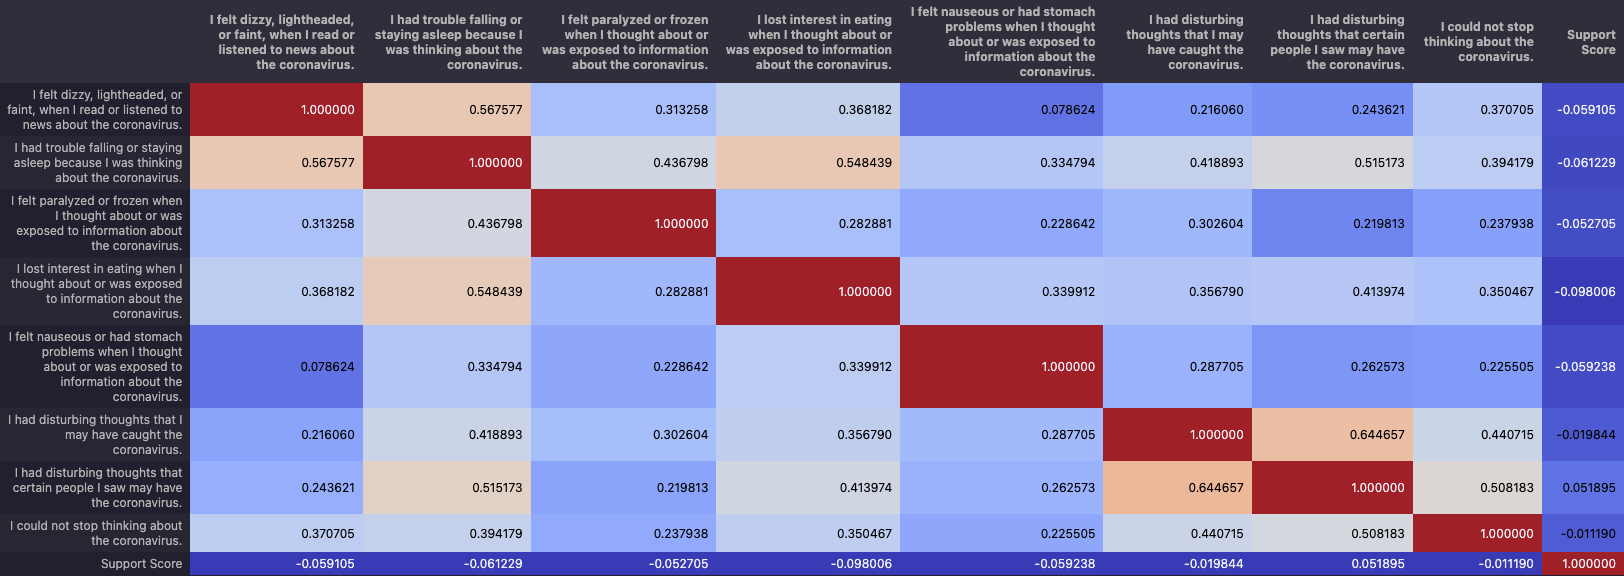 I felt dizzy, lightheaded,
or faint, when I read or
listened to news about
the coronavirus.
I had trouble falling or
staying asleep because I
was thinking about the
coronavirus.
I felt paralyzed or frozen
when I thought about or
was exposed to information
about the coronavirus.
I lost interest in eating
when I thought about or
was exposed to information
about the coronavirus.
I felt nauseous or had stomach
problems when I thought
about or was exposed to
information about the
coronavirus.
I had disturbing
thoughts that I may
have caught the
coronavirus.
I had disturbing
thoughts that certain
people I saw may have
the coronavirus.
I could not stop
thinking about the
coronavirus.
Support
Score
I felt dizzy, lightheaded, or
faint, when I read or listened to
news about the coronavirus.
1.000000 0.567577 0.313258 0.368182 0.078624 0.216060 0.243621 0.370705 -0.059105
I had trouble falling or staying
asleep because I was thinking
about the coronavirus.
0.567577 1.000000 0.436798 0.548439 0.334794 0.418893 0.515173 0.394179 -0.061229
I felt paralyzed or frozen when
I thought about or was
exposed to information about
the coronavirus.
0.313258 0.436798 1.000000 0.282881 0.228642 0.302604 0.219813 0.237938 -0.052705
I lost interest in eating when I
thought about or was exposed
to information about the
coronavirus.
0.368182 0.548439 0.282881 1.000000 0.339912 0.356790 0.413974 0.350467 -0.098006
I felt nauseous or had stomach
problems when I thought
about or was exposed to
information about the
coronavirus.
0.078624 0.334794 0.228642 0.339912 1.000000 0.287705 0.262573 0.225505 -0.059238
I had disturbing thoughts that I
may have caught the
coronavirus.
0.216060 0.418893 0.302604 0.356790 0.287705 1.000000 0.644657 0.440715 -0.019844
I had disturbing thoughts that
certain people I saw may have
the coronavirus.
0.243621 0.515173 0.219813 0.413974 0.262573 0.644657 1.000000 0.508183 0.051895
I could not stop thinking about
the coronavirus.
0.370705 0.394179 0.237938 0.350467 0.225505 0.440715 0.508183 1.000000 -0.011190
Support Score -0.059105 -0.061229 -0.052705 -0.098006 -0.059238 -0.019844 0.051895 -0.011190 1.000000